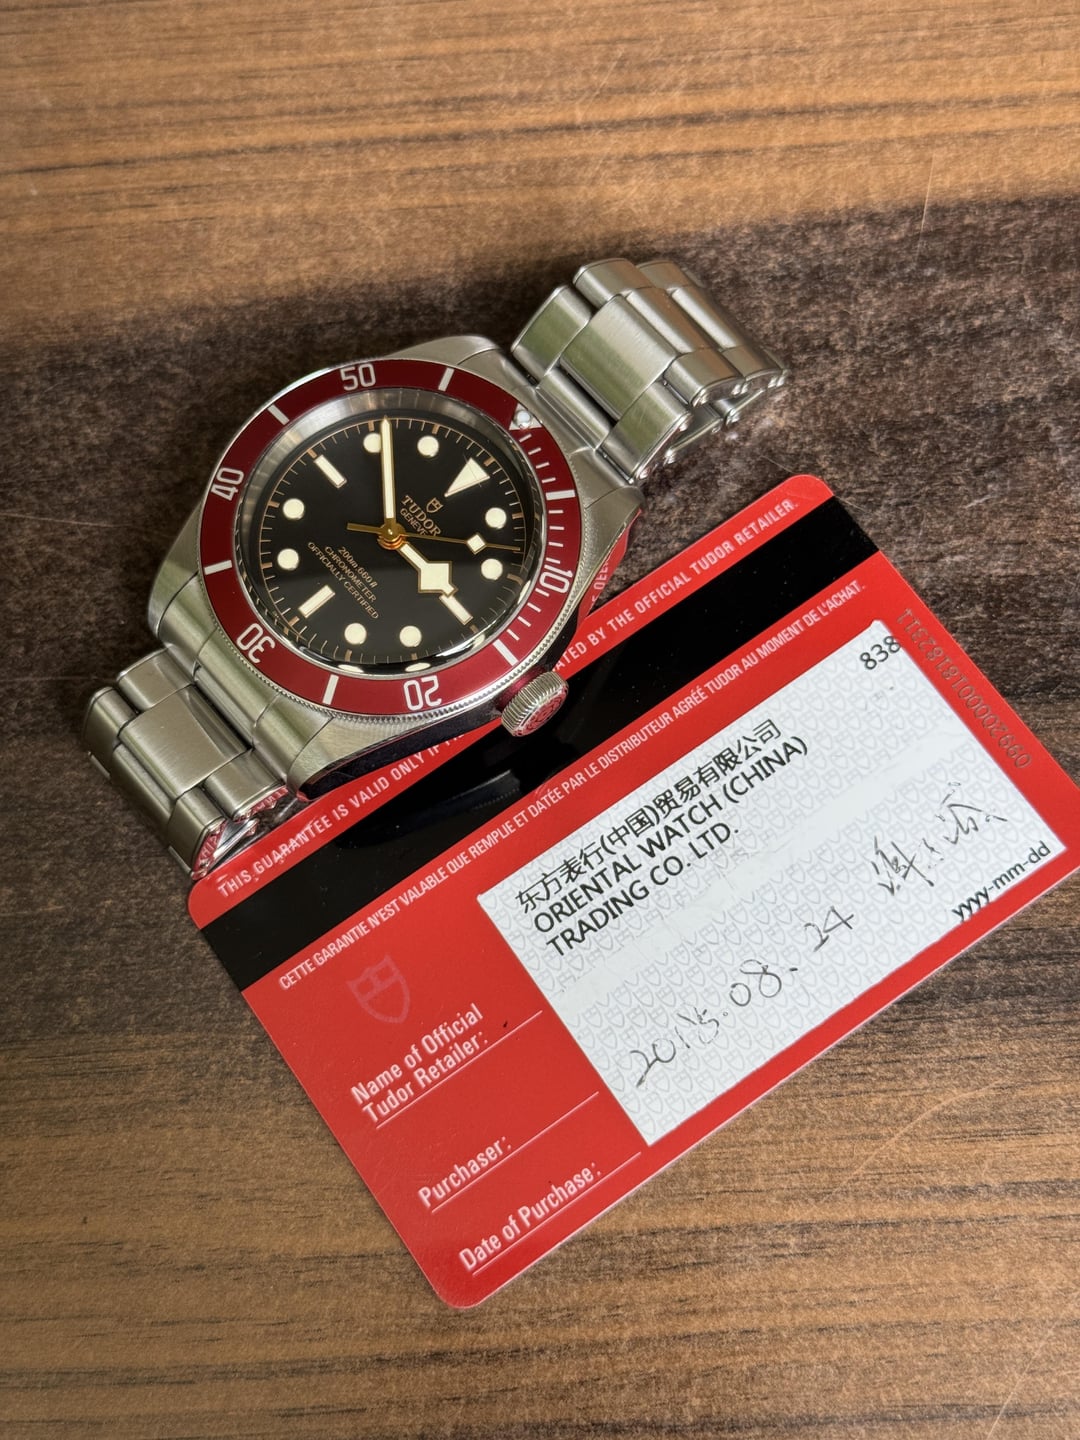 50
40
30
20
10
TUDOR
GENEVE
200m 660ft
CHRONOMETER
OFFICIALLY CERTIFIED
THIS GUARANTEE IS VALID ONLY IF
ATED BY THE OFFICIAL TUDOR RETAILER.
CETTE GARANTIE N'EST VALABLE QUE REMPLIE ET DATÉE PAR LE DISTRIBUTEUR AGRÉÉ TUDOR AU MOMENT DE L'ACHAT.
838
东方表行(中国)贸易有限公司
ORIENTAL WATCH (CHINA)
TRADING CO. LTD.
2018.08.24
yyyy-mm-dd
Name of Official
Tudor Retailer:
Purchaser:
Date of Purchase: